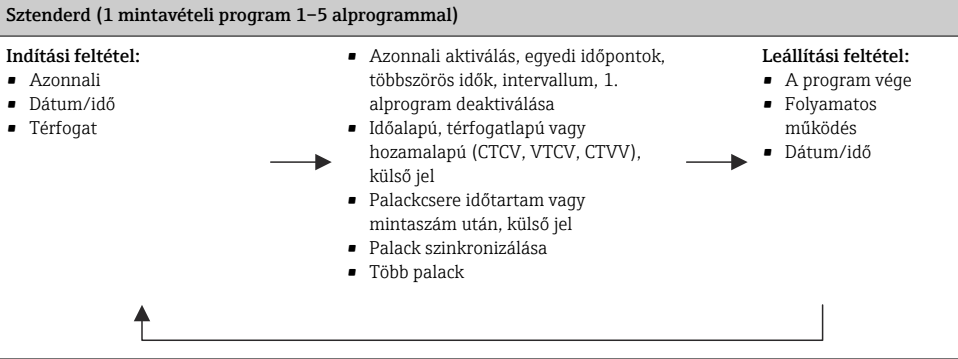 Sztenderd (1 mintavételi program 1–5 alprogrammal)
Indítási feltétel:
▪ Azonnali
▪ Dátum/idő
▪ Térfogat
▪ Azonnali aktiválás, egyedi időpontok,
többszörös idők, intervallum, 1.
alprogram deaktiválása
▪ Időalapú, térfogatlapú vagy
hozamalapú (CTCV, VTCV, CTVV),
külső jel
▪ Palackcsere időtartam vagy
mintaszám után, külső jel
▪ Palack szinkronizálása
▪ Több palack
Leállítási feltétel:
▪ A program vége
▪ Folyamatos
működés
▪ Dátum/idő